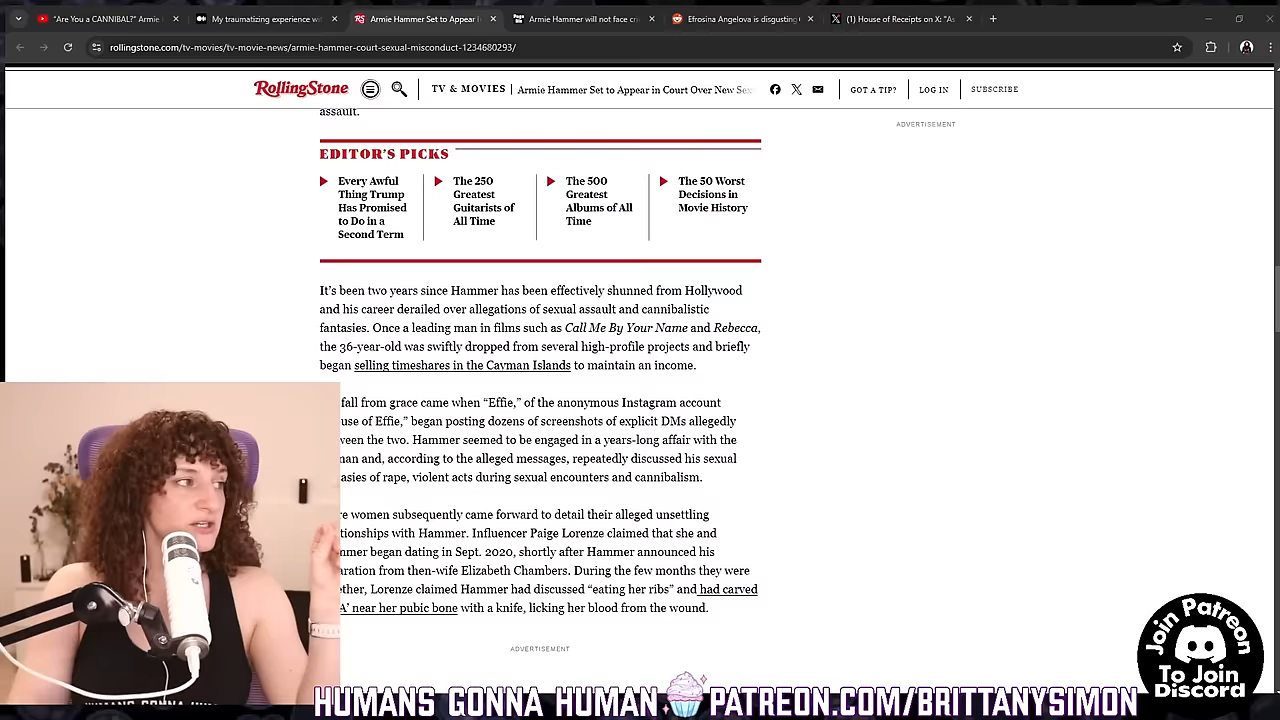 "Are You a CANNIBAL?" Armie
My traumatizing experience wi
Armie Hammer Set to Appear
Armie Hammer will not face cri
Efrosina Angelova is disgusting
(1) House of Receipts on X: "As
rollingstone.com/tv-movies/tv-movie-news/armie-hammer-court-sexual-misconduct-1234680293/
RollingStone
TV & MOVIES
Armie Hammer Set to Appear in Court Over New Sex
GOT A TIP?
LOG IN
SUBSCRIBE
assault.
ADVERTISEMENT
EDITOR'S PICKS
Every Awful
Thing Trump
Has Promised
to Do in a
Second Term
The 250
Greatest
Guitarists of
All Time
The 500
Greatest
Albums of All
Time
The 50 Worst
Decisions in
Movie History
It's been two years since Hammer has been effectively shunned from Hollywood
and his career derailed over allegations of sexual assault and cannibalistic
fantasies. Once a leading man in films such as Call Me By Your Name and Rebecca,
the 36-year-old was swiftly dropped from several high-profile projects and briefly
began selling timeshares in the Cayman Islands to maintain an income.
fall from grace came when "Effie," of the anonymous Instagram account
use of Effie," began posting dozens of screenshots of explicit DMs allegedly
ween the two. Hammer seemed to be engaged in a years-long affair with the
nan and, according to the alleged messages, repeatedly discussed his sexual
asies of rape, violent acts during sexual encounters and cannibalism.
re women subsequently came forward to detail their alleged unsettling
tionships with Hammer. Influencer Paige Lorenze claimed that she and
mmer began dating in Sept. 2020, shortly after Hammer announced his
aration from then-wife Elizabeth Chambers. During the few months they were
ether, Lorenze claimed Hammer had discussed "eating her ribs" and had carved
A' near her pubic bone with a knife, licking her blood from the wound.
ADVERTISEMENT
Join Patreon
To Join
Discord
HUMANS GONNA HUMAN PATREON.COM/BRITTANYSIMON